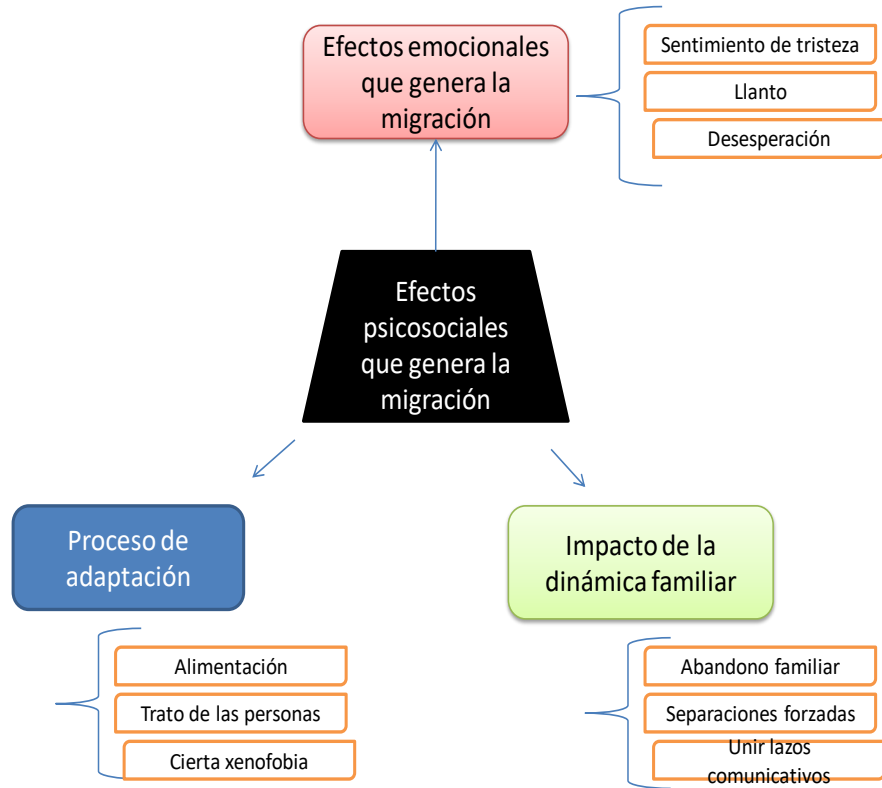 Efectos emocionales
que genera la
migración
Sentimiento de tristeza
Llanto
Desesperación
Efectos
psicosociales
que genera la
migración
Proceso de
adaptación
Alimentación
Trato de las personas
Cierta xenofobia
Impacto de la
dinámica familiar
Abandono familiar
Separaciones forzadas
Unir lazos
comunicativos